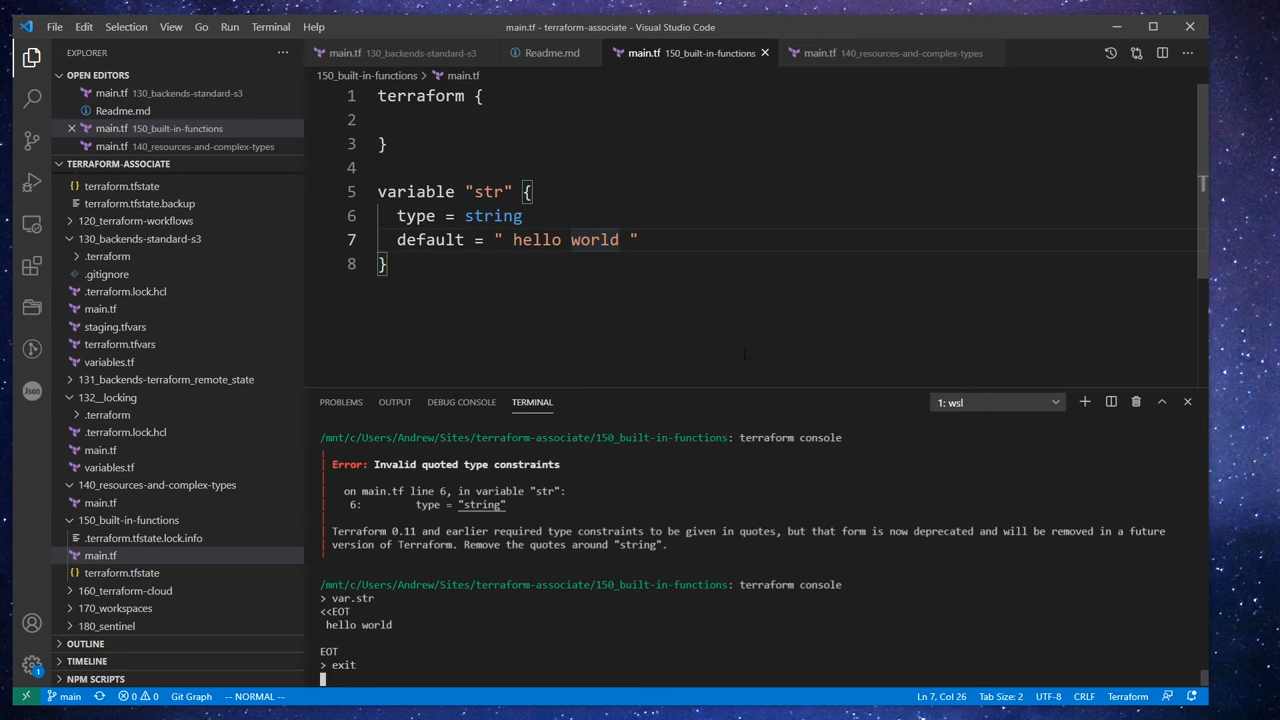 File Edit Selection View Go Run Terminal Help
main.tf - terraform-associate - Visual Studio Code
EXPLORER
main.tf 130_backends-standard-s3
Readme.md
main.tf 150_built-in-functions
main.tf 140_resources-and-complex-types
OPEN EDITORS
main.tf 130_backends-standard-s3
Readme.md
main.tf 150_built-in-functions
main.tf 140_resources-and-complex-types
TERRAFORM-ASSOCIATE
terraform.tfstate
terraform.tfstate.backup
120_terraform-workflows
130_backends-standard-s3
.terraform
.gitignore
.terraform.lock.hcl
main.tf
staging.tfvars
terraform.tfvars
variables.tf
131_backends-terraform_remote_state
132__locking
.terraform
.terraform.lock.hcl
main.tf
variables.tf
140_resources-and-complex-types
main.tf
150_built-in-functions
.terraform.tfstate.lock.info
main.tf
terraform.tfstate
160_terraform-cloud
170_workspaces
180_sentinel
OUTLINE
TIMELINE
NPM SCRIPTS
Json
1
150_built-in-functions > main.tf
1 terraform {
2
3 }
4
5 variable "str" {
6 type = string
7 default = " hello world "
8 }
PROBLEMS OUTPUT DEBUG CONSOLE TERMINAL
1: wsl
/mnt/c/Users/Andrew/Sites/terraform-associate/150_built-in-functions: terraform console
Error: Invalid quoted type constraints
on main.tf line 6, in variable "str":
6: type = "string"
Terraform 0.11 and earlier required type constraints to be given in quotes, but that form is now deprecated and will be removed in a future
version of Terraform. Remove the quotes around "string".
/mnt/c/Users/Andrew/Sites/terraform-associate/150_built-in-functions: terraform console
> var.str
<<EOT
hello world
EOT
> exit
main
0 0
Git Graph
-- NORMAL --
Ln 7, Col 26
Tab Size: 2
UTF-8
CRLF
Terraform